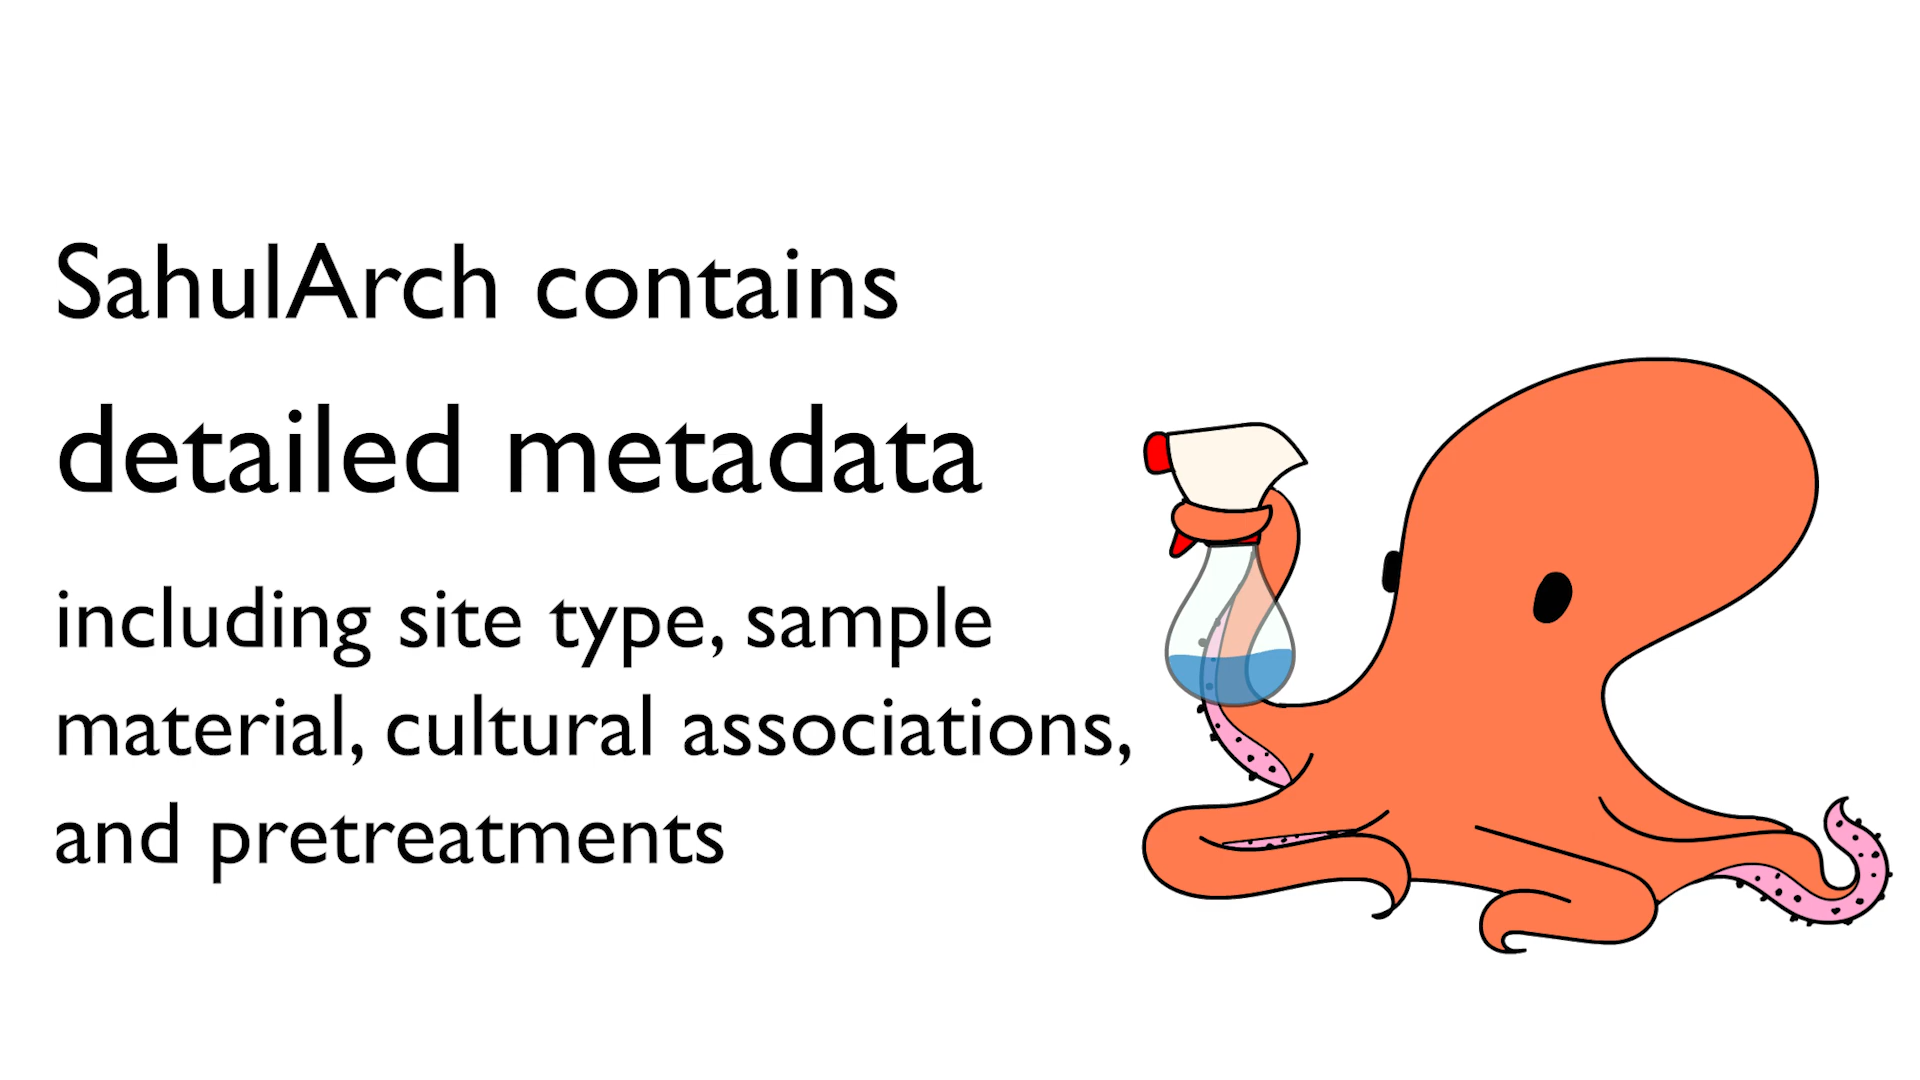 SahulArch contains
detailed metadata
including site type, sample
material, cultural associations,
and pretreatments